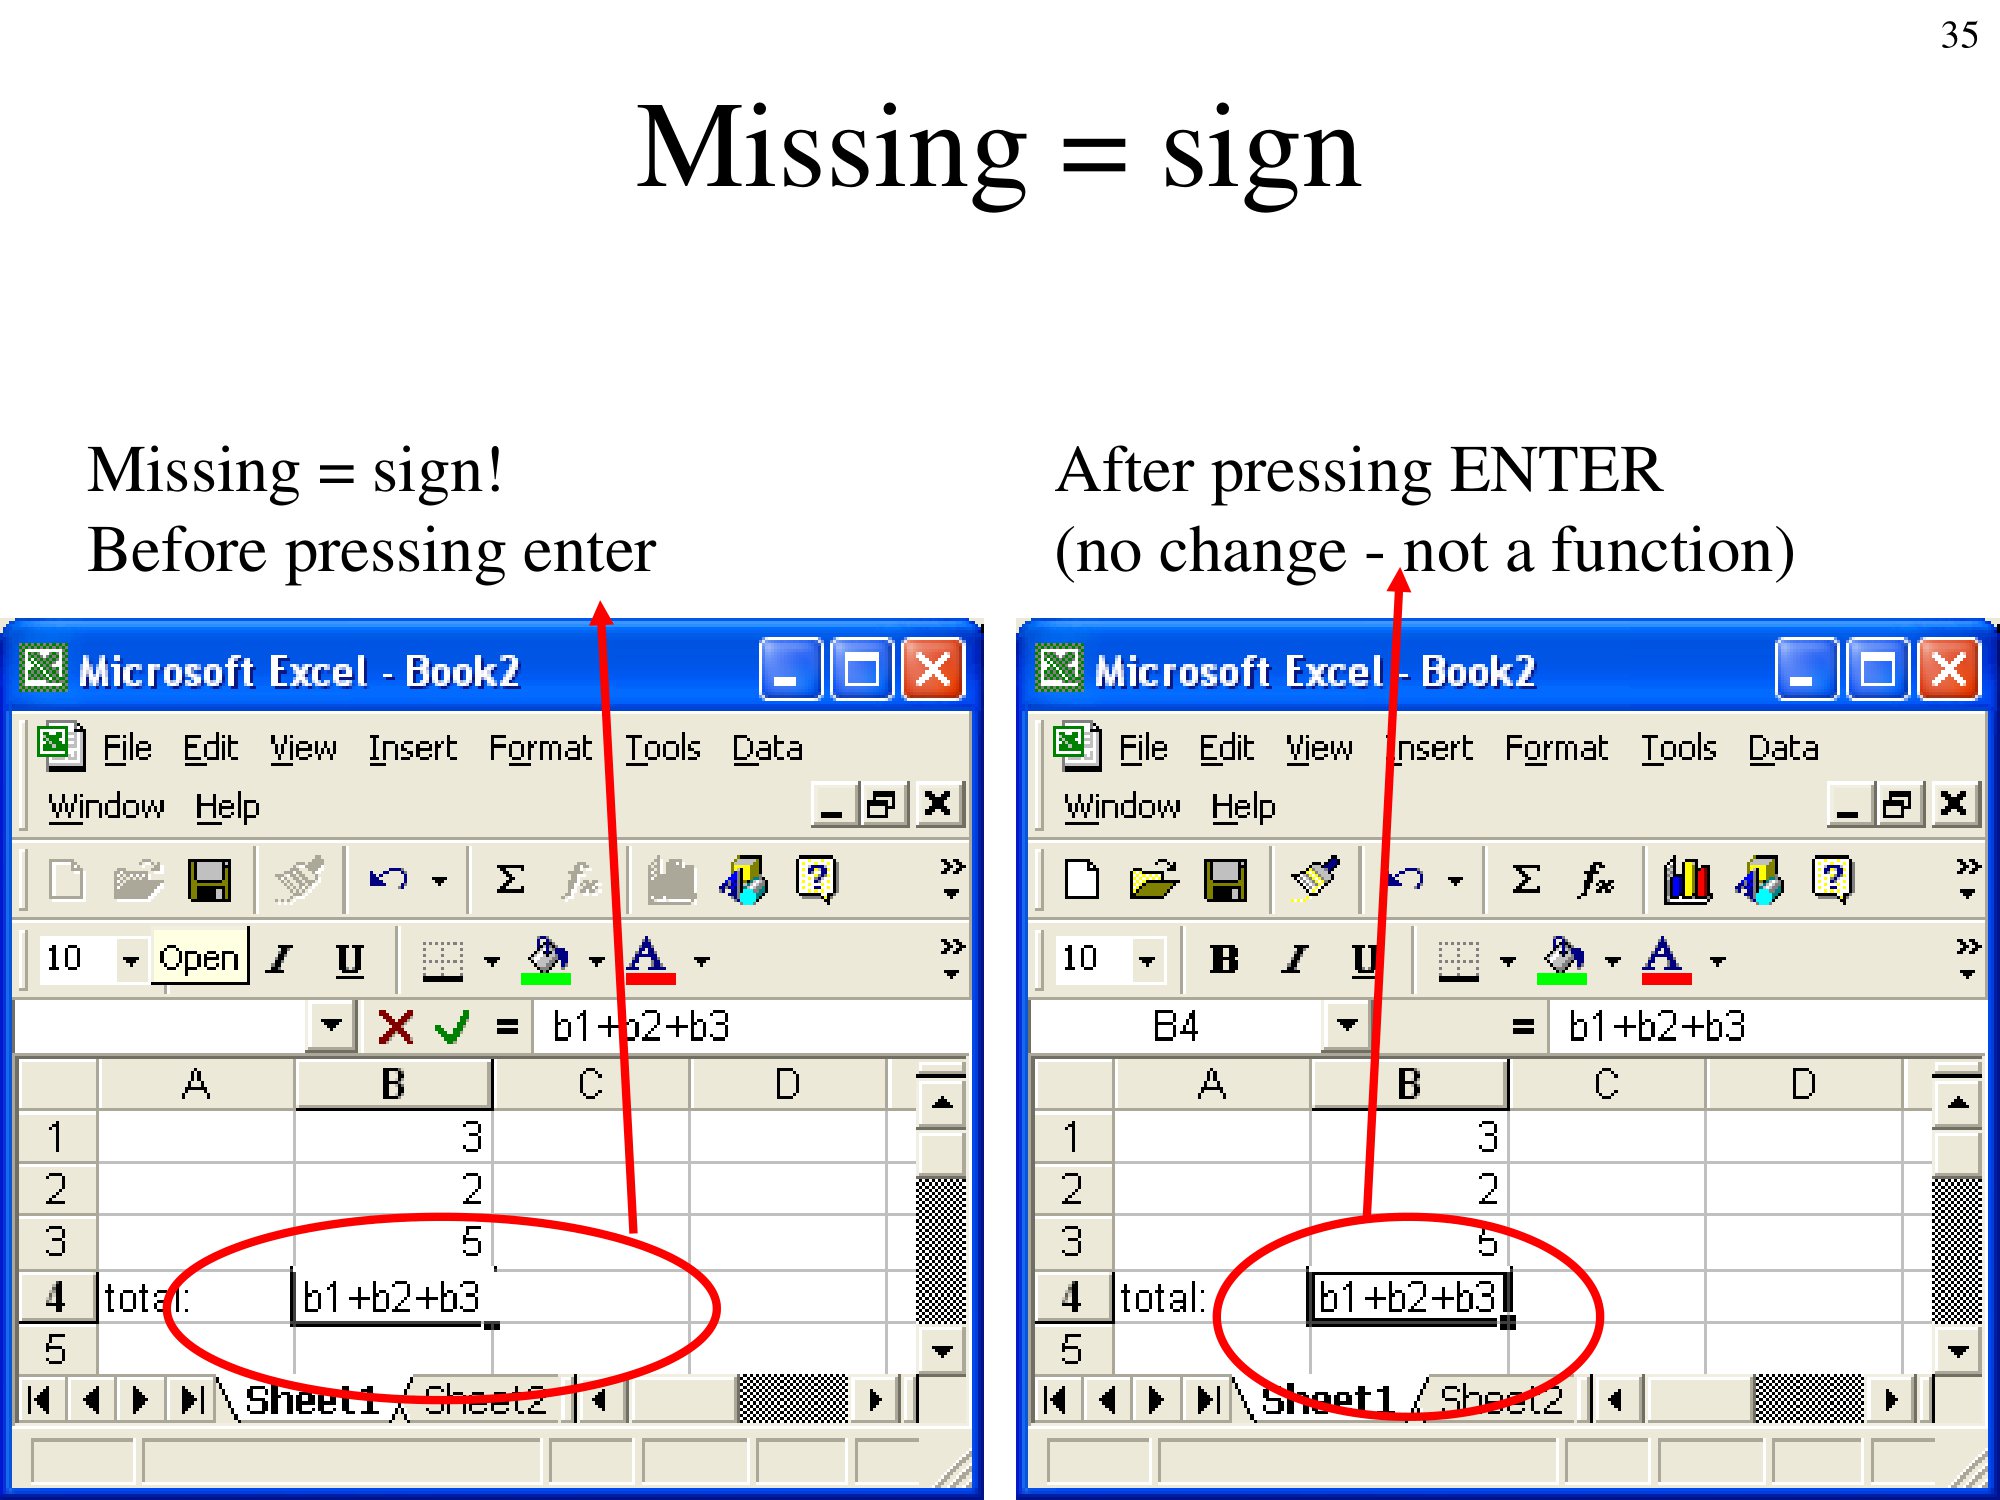 35
Missing = sign
Missing = sign!
Before pressing enter
After pressing ENTER
(no change - not a function)
Microsoft Excel - Book2
File Edit View Insert Format Tools Data
Window Help
10 Open I U
= b1+b2+b3
A B C D
1 3
2 2
3 5
4 total: b1+b2+b3
5
Sheet1 Sheet2
Microsoft Excel - Book2
File Edit View Insert Format Tools Data
Window Help
10 B I U
B4 = b1+b2+b3
A B C D
1 3
2 2
3 5
4 total: b1+b2+b3
5
Sheet1 Sheet2